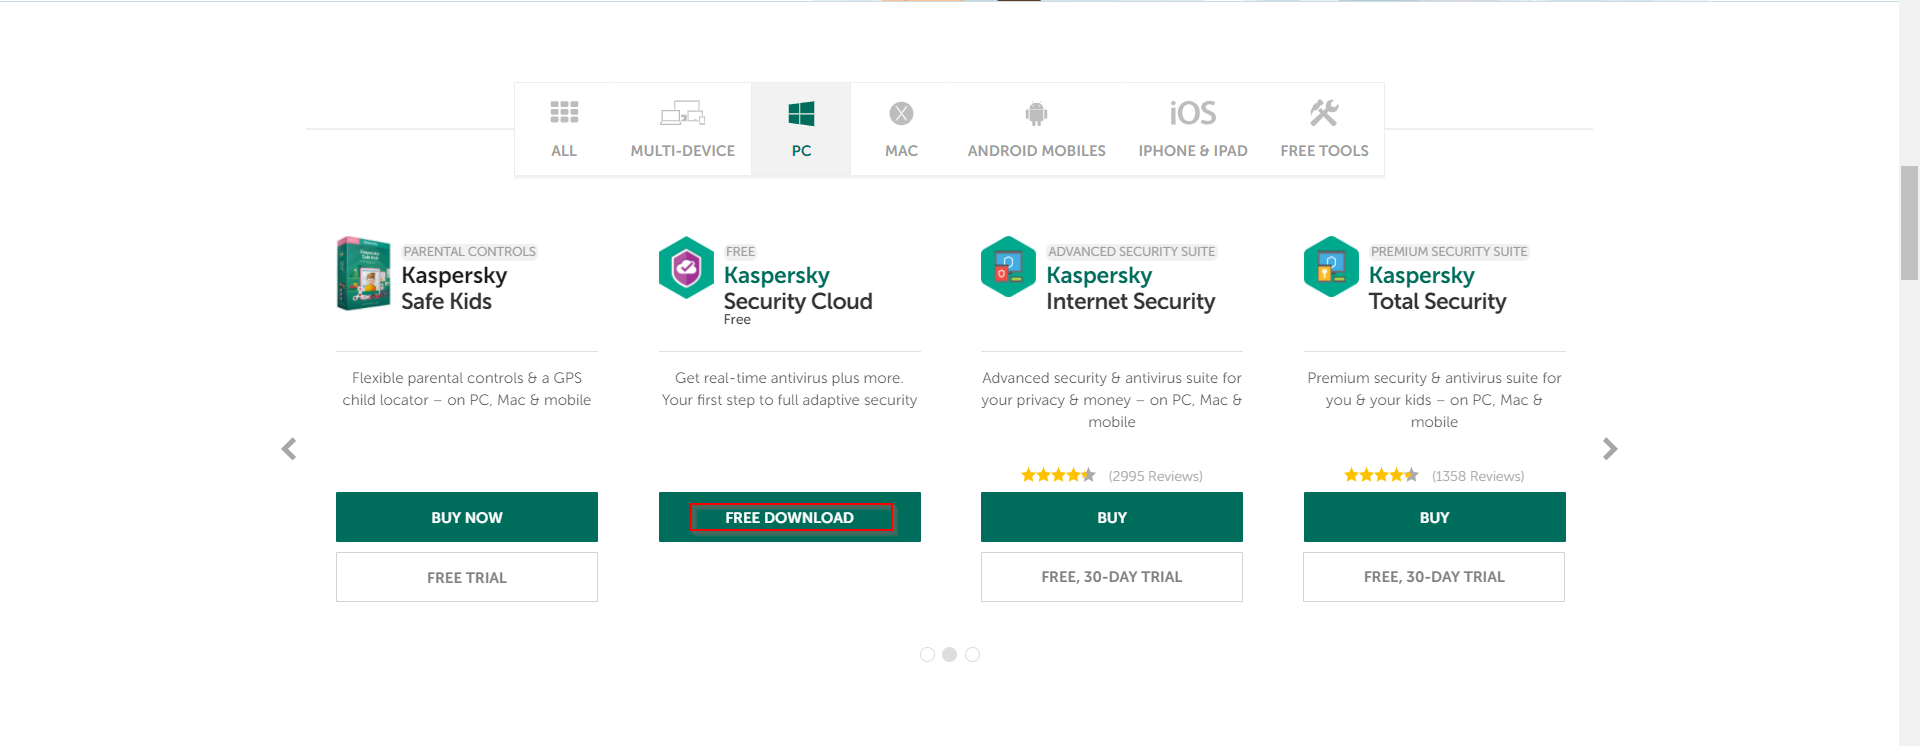 iOS
ALL
MULTI-DEVICE
PC
MAC
ANDROID MOBILES
IPHONE & IPAD
FREE TOOLS
PARENTAL CONTROLS
Kaspersky
Safe Kids
Flexible parental controls & a GPS
child locator – on PC, Mac & mobile
BUY NOW
FREE TRIAL
FREE
Kaspersky
Security Cloud
Free
Get real-time antivirus plus more.
Your first step to full adaptive security
FREE DOWNLOAD
ADVANCED SECURITY SUITE
Kaspersky
Internet Security
Advanced security & antivirus suite for
your privacy & money – on PC, Mac &
mobile
(2995 Reviews)
BUY
FREE, 30-DAY TRIAL
PREMIUM SECURITY SUITE
Kaspersky
Total Security
Premium security & antivirus suite for
you & your kids – on PC, Mac &
mobile
(1358 Reviews)
BUY
FREE, 30-DAY TRIAL